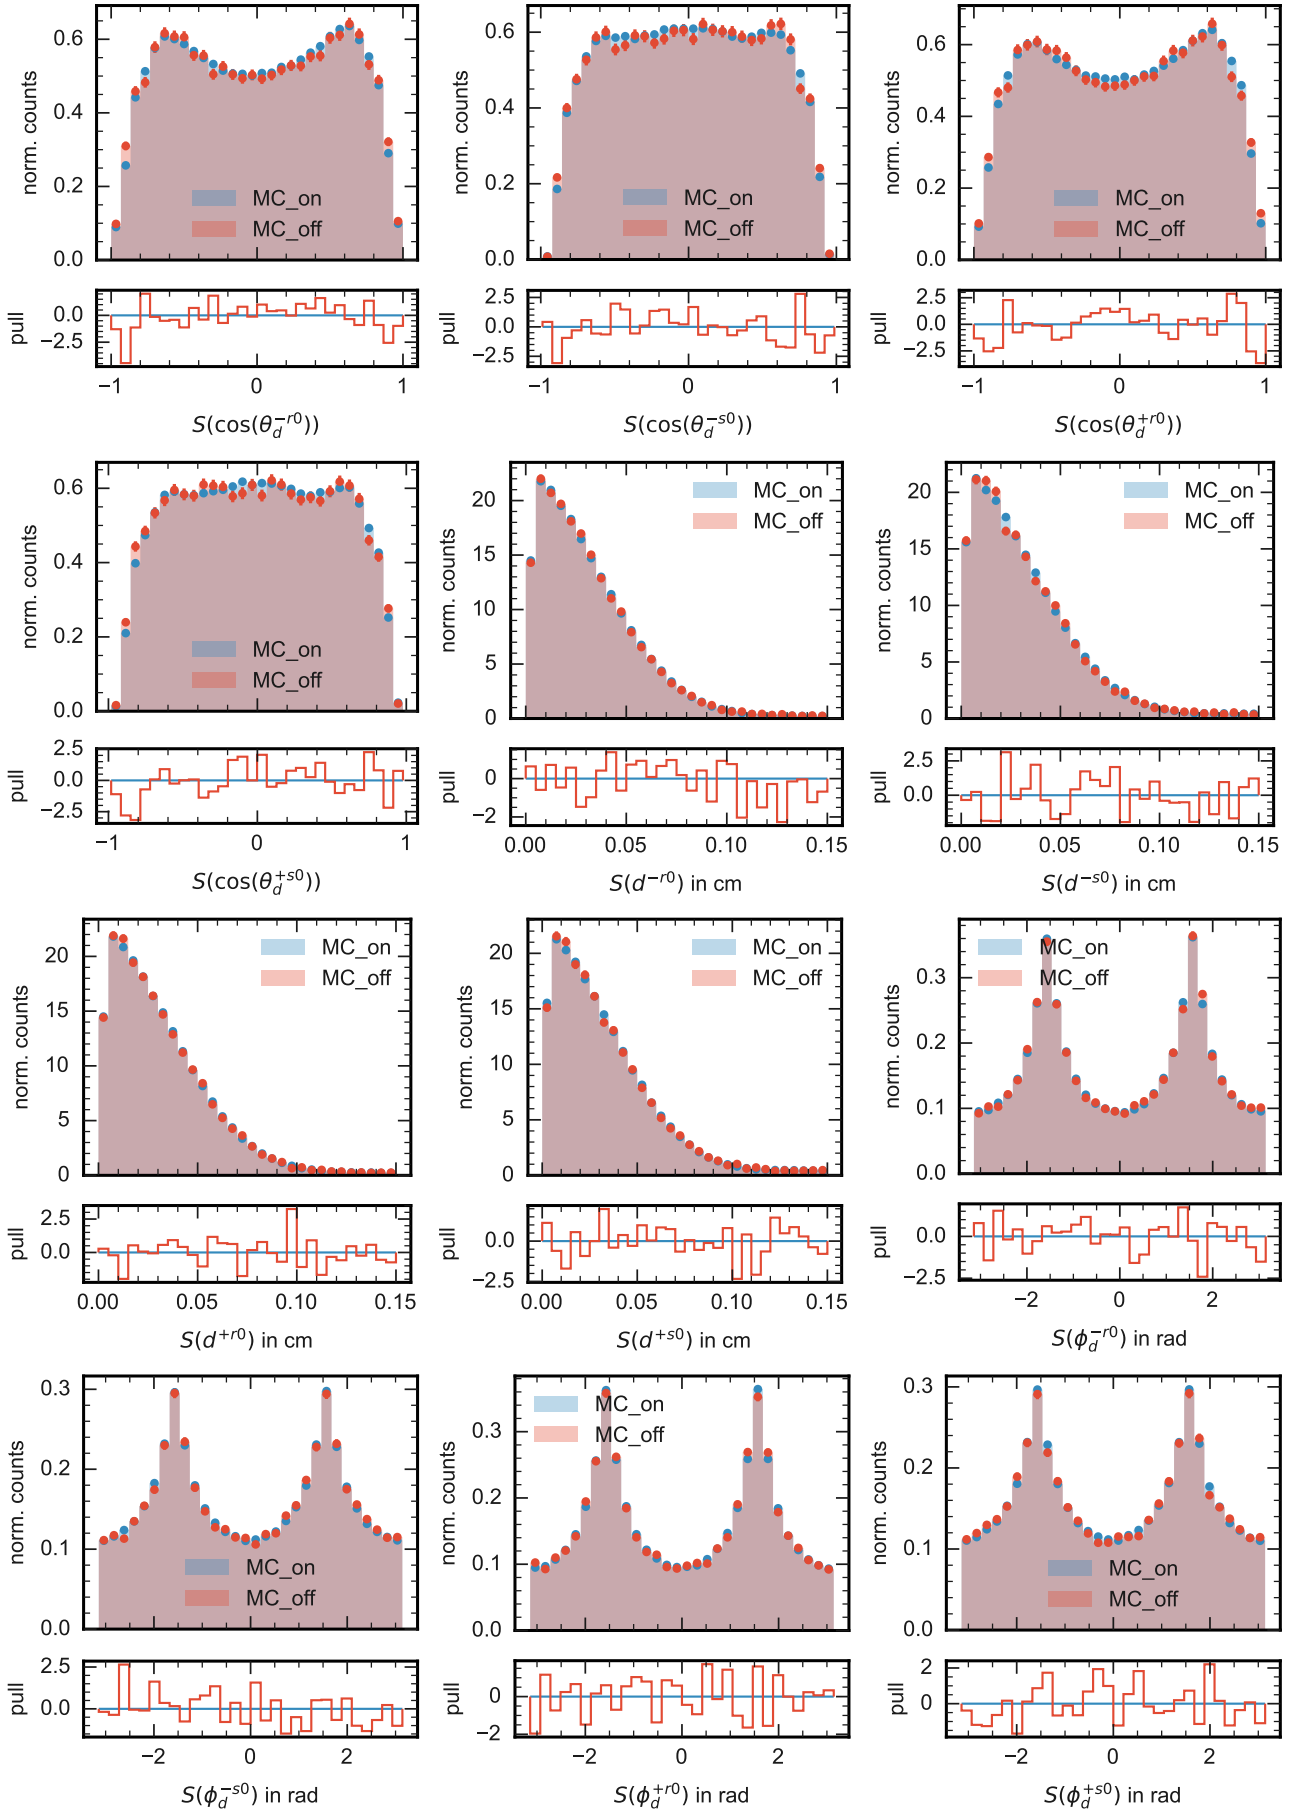 norm. counts
0.6
0.4
0.2
0.0
MC_on
MC_off
pull
0.0
−2.5
−1
0
1
S(cos(θ_d^{−r0}))
norm. counts
0.6
0.4
0.2
0.0
MC_on
MC_off
pull
2.5
0.0
−2.5
−1
0
1
S(cos(θ_d^{−s0}))
norm. counts
0.6
0.4
0.2
0.0
MC_on
MC_off
pull
2.5
0.0
−2.5
−1
0
1
S(cos(θ_d^{+r0}))
norm. counts
0.6
0.4
0.2
0.0
MC_on
MC_off
pull
2.5
0.0
−2.5
−1
0
1
S(cos(θ_d^{+s0}))
norm. counts
20
15
10
5
0
MC_on
MC_off
pull
0
−2
0.00
0.05
0.10
0.15
S(d^{−r0}) in cm
norm. counts
20
15
10
5
0
MC_on
MC_off
pull
2.5
0.0
0.00
0.05
0.10
0.15
S(d^{−s0}) in cm
norm. counts
20
15
10
5
0
MC_on
MC_off
pull
2.5
0.0
0.00
0.05
0.10
0.15
S(d^{+r0}) in cm
norm. counts
20
15
10
5
0
MC_on
MC_off
pull
0.0
−2.5
0.00
0.05
0.10
0.15
S(d^{+s0}) in cm
norm. counts
0.3
0.2
0.1
0.0
MC_on
MC_off
pull
0.0
−2.5
−2
0
2
S(ϕ_d^{−r0}) in rad
norm. counts
0.3
0.2
0.1
0.0
MC_on
MC_off
pull
2.5
0.0
−2
0
2
S(ϕ_d^{−s0}) in rad
norm. counts
0.3
0.2
0.1
0.0
MC_on
MC_off
pull
0
−2
−2
0
2
S(ϕ_d^{+r0}) in rad
norm. counts
0.3
0.2
0.1
0.0
MC_on
MC_off
pull
2
0
−2
0
2
S(ϕ_d^{+s0}) in rad